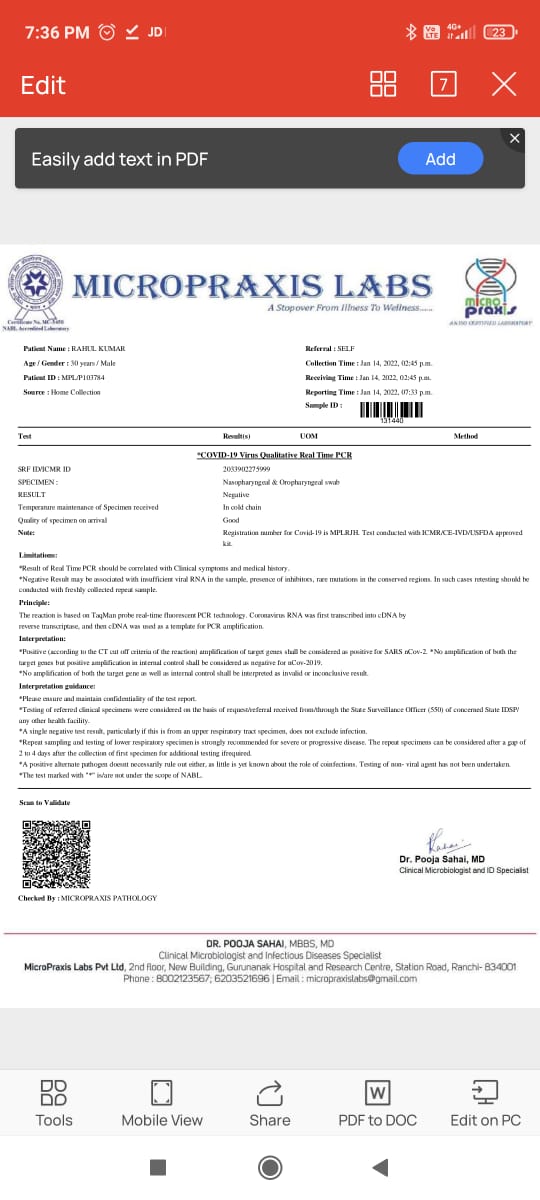 7:36 PM JD
Vo LTE 4G+ 23
Edit
7
Easily add text in PDF
Add
MICROPRAXIS LABS
A Stopover From Illness To Wellness......
micro praxis
Certificate No. MC-3450
NABL Accredited Laboratory
AN ISO CERTIFIED LABORATORY
Patient Name : RAHUL KUMAR
Referral : SELF
Age / Gender : 30 years / Male
Collection Time : Jan 14, 2022, 02:45 p.m.
Patient ID : MPL/P103784
Receiving Time : Jan 14, 2022, 02:45 p.m.
Source : Home Collection
Reporting Time : Jan 14, 2022, 07:33 p.m.
Sample ID :
131440
Test Result(s) UOM Method
*COVID-19 Virus Qualitative Real Time PCR
SRF ID/ICMR ID 2033902275999
SPECIMEN : Nasopharyngeal & Oropharyngeal swab
RESULT Negative
Temperature maintenance of Specimen received In cold chain
Quality of specimen on arrival Good
Note: Registration number for Covid-19 is MPLRJH. Test conducted with ICMR/CE-IVD/USFDA approved
kit.
Limitations:
*Result of Real Time PCR should be correlated with Clinical symptoms and medical history.
*Negative Result may be associated with insufficient viral RNA in the sample, presence of inhibitors, rare mutations in the conserved regions. In such cases retesting should be
conducted with freshly collected repeat sample.
Principle:
The reaction is based on TaqMan probe real-time fluorescent PCR technology. Coronavirus RNA was first transcribed into cDNA by
reverse transcriptase, and then cDNA was used as a template for PCR amplification.
Interpretation:
*Positive (according to the CT cut off criteria of the reaction) amplification of target genes shall be considered as positive for SARS nCov-2. *No amplification of both the
target genes but positive amplification in internal control shall be considered as negative for nCov-2019.
*No amplification of both the target gene as well as internal control shall be interpreted as invalid or inconclusive result.
Interpretation guidance:
*Please ensure and maintain confidentiality of the test report.
*Testing of referred clinical specimens were considered on the basis of request/referral received from/through the State Surveillance Officer (550) of concerned State IDSP/
any other health facility.
*A single negative test result, particularly if this is from an upper respiratory tract specimen, does not exclude infection.
*Repeat sampling and testing of lower respiratory specimen is strongly recommended for severe or progressive disease. The repeat specimens can be considered after a gap of
2 to 4 days after the collection of first specimen for additional testing ifrequired.
*A positive alternate pathogen doesnt necessarily rule out either, as little is yet known about the role of coinfections. Testing of non- viral agent has not been undertaken.
*The test marked with "*" is/are not under the scope of NABL.
Scan to Validate
Dr. Pooja Sahai, MD
Clinical Microbiologist and ID Specialist
Checked By : MICROPRAXIS PATHOLOGY
DR. POOJA SAHAI, MBBS, MD
Clinical Microbiologist and Infectious Diseases Specialist
MicroPraxis Labs Pvt Ltd, 2nd floor, New Building, Gurunanak Hospital and Research Centre, Station Road, Ranchi- 834001
Phone : 8002123567; 6203521696 | Email : micropraxislabs@gmail.com
Tools
Mobile View
Share
W
PDF to DOC
Edit on PC